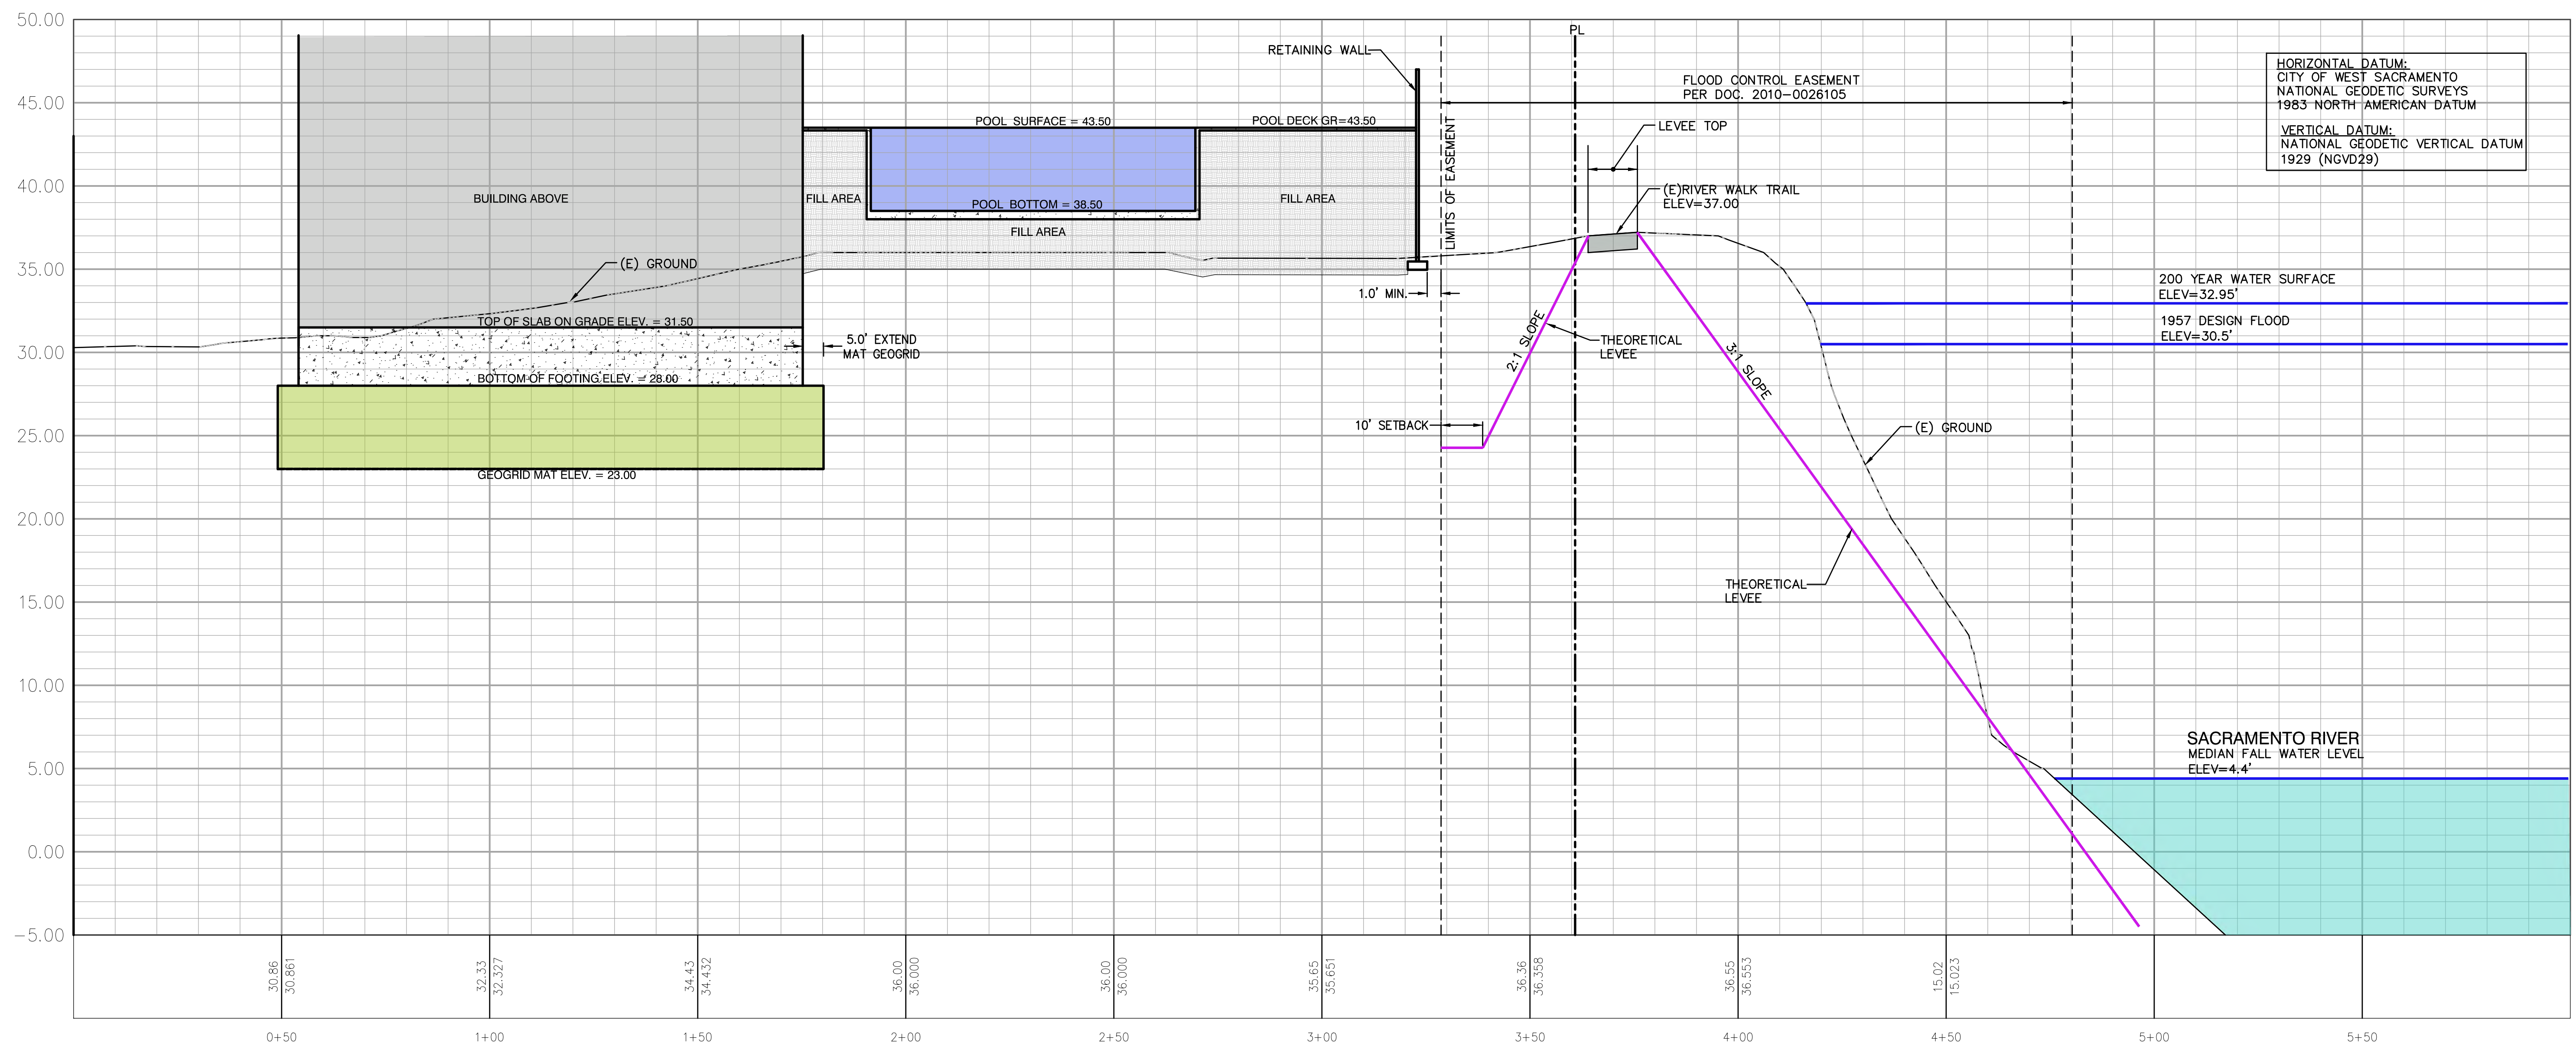 50.00
45.00
40.00
35.00
30.00
25.00
20.00
15.00
10.00
5.00
0.00
-5.00
RETAINING WALL
PL
FLOOD CONTROL EASEMENT
PER DOC. 2010-0026105
HORIZONTAL DATUM:
CITY OF WEST SACRAMENTO
NATIONAL GEODETIC SURVEYS
1983 NORTH AMERICAN DATUM
VERTICAL DATUM:
NATIONAL GEODETIC VERTICAL DATUM
1929 (NGVD29)
POOL SURFACE = 43.50
POOL DECK GR=43.50
LIMITS OF EASEMENT
LEVEE TOP
(E)RIVER WALK TRAIL
ELEV=37.00
BUILDING ABOVE
FILL AREA
POOL BOTTOM = 38.50
FILL AREA
FILL AREA
(E) GROUND
1.0' MIN.
200 YEAR WATER SURFACE
ELEV=32.95'
1957 DESIGN FLOOD
ELEV=30.5'
TOP OF SLAB ON GRADE ELEV. = 31.50
5.0' EXTEND
MAT GEOGRID
2:1 SLOPE
THEORETICAL
LEVEE
3:1 SLOPE
BOTTOM OF FOOTING ELEV. = 28.00
10' SETBACK
(E) GROUND
GEOGRID MAT ELEV. = 23.00
THEORETICAL
LEVEE
SACRAMENTO RIVER
MEDIAN FALL WATER LEVEL
ELEV=4.4'
30.86
30.861
32.33
32.327
34.43
34.432
36.00
36.000
36.00
36.000
35.65
35.651
36.36
36.358
36.55
36.553
15.02
15.023
0+50
1+00
1+50
2+00
2+50
3+00
3+50
4+00
4+50
5+00
5+50